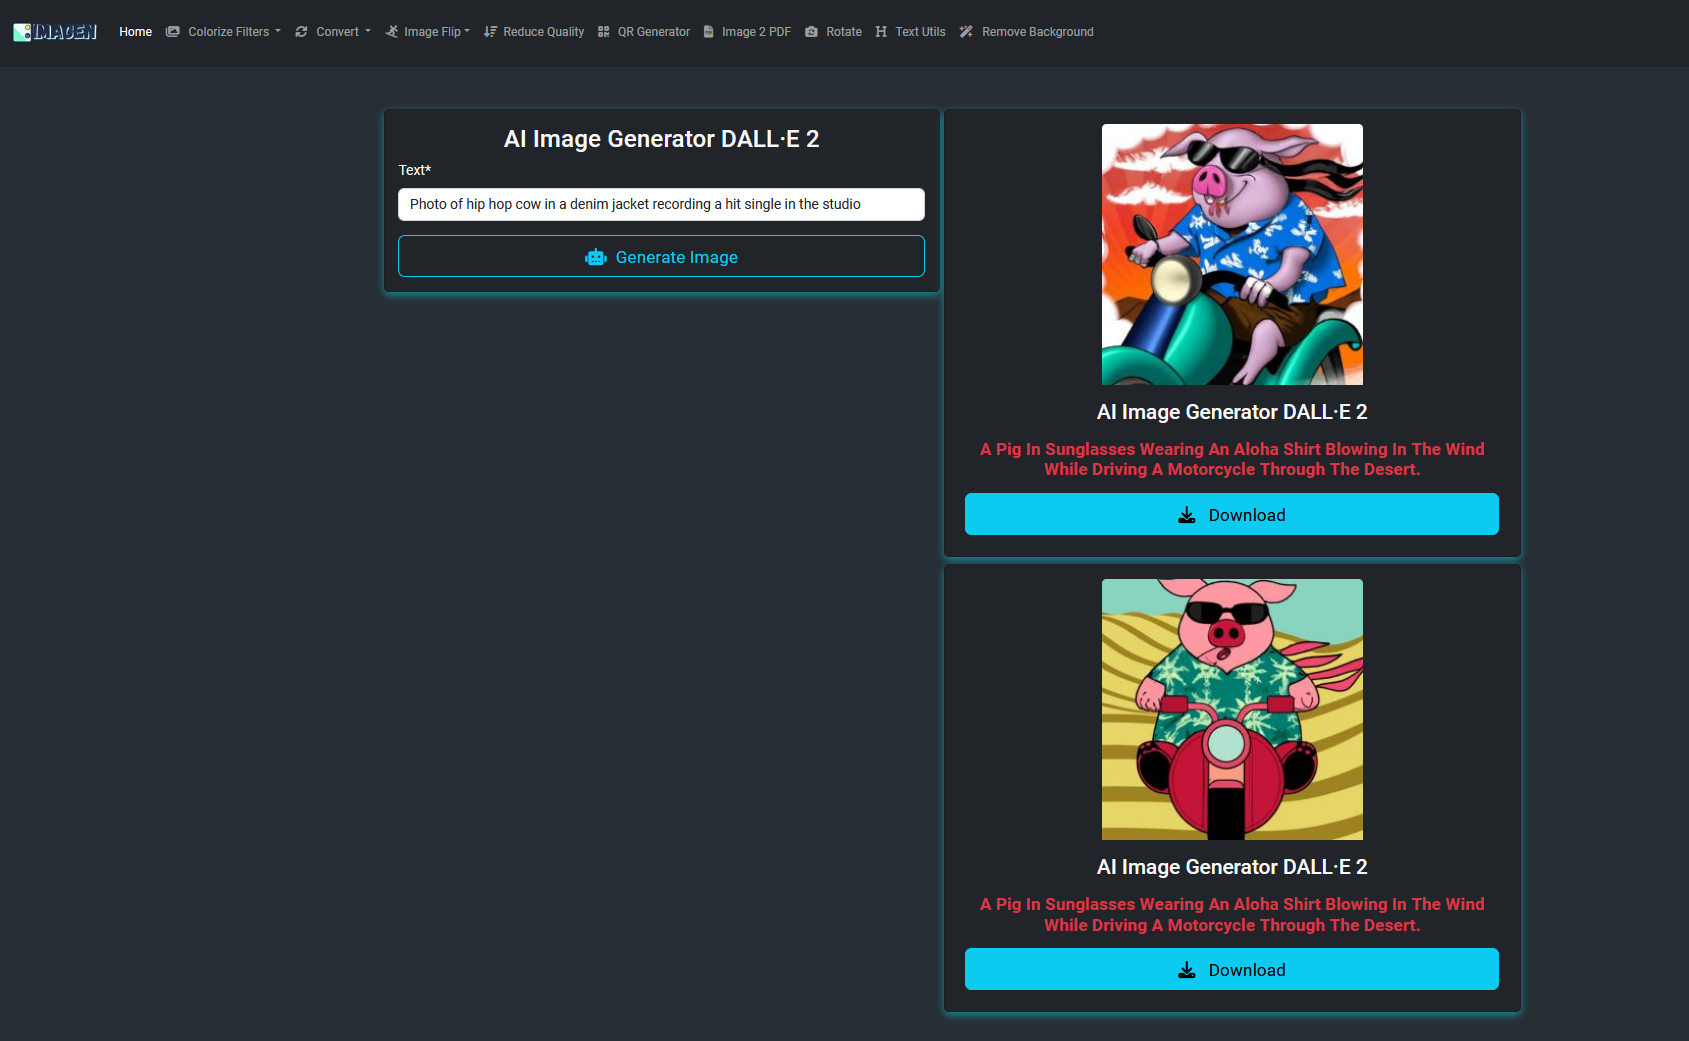 IMAGEN
Home Colorize Filters Convert Image Flip Reduce Quality QR Generator Image 2 PDF Rotate Text Utils Remove Background
AI Image Generator DALL·E 2
Text*
Photo of hip hop cow in a denim jacket recording a hit single in the studio
Generate Image
AI Image Generator DALL·E 2
A Pig In Sunglasses Wearing An Aloha Shirt Blowing In The Wind
While Driving A Motorcycle Through The Desert.
Download
AI Image Generator DALL·E 2
A Pig In Sunglasses Wearing An Aloha Shirt Blowing In The Wind
While Driving A Motorcycle Through The Desert.
Download